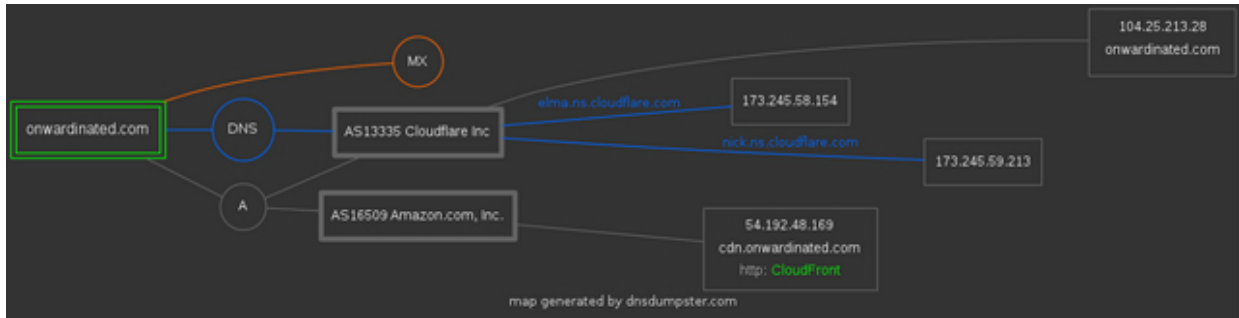 104.25.213.28
onwardinated.com
MX
elma.ns.cloudflare.com
173.245.58.154
onwardinated.com
DNS
AS13335 Cloudflare Inc
nick.ns.cloudflare.com
173.245.59.213
A
AS16509 Amazon.com, Inc.
54.192.48.169
cdn.onwardinated.com
http: CloudFront
map generated by dnsdumpster.com